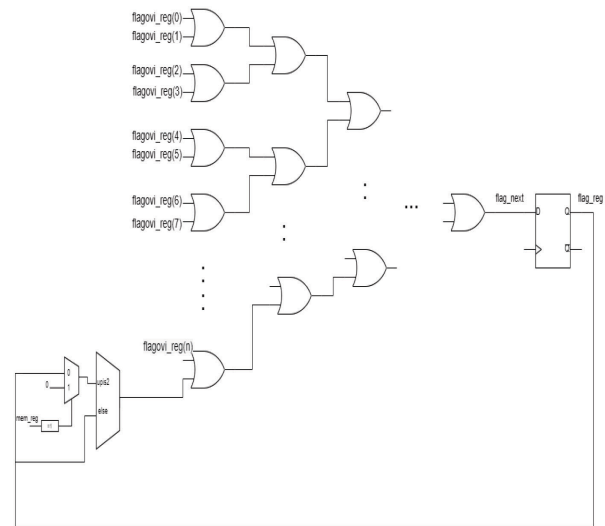 flagovi_reg(0)
flagovi_reg(1)
flagovi_reg(2)
flagovi_reg(3)
flagovi_reg(4)
flagovi_reg(5)
flagovi_reg(6)
flagovi_reg(7)
flag_next
flag_reg
D
Q
Q
flagovi_reg(n)
0
0
1
upis2
else
mem_reg